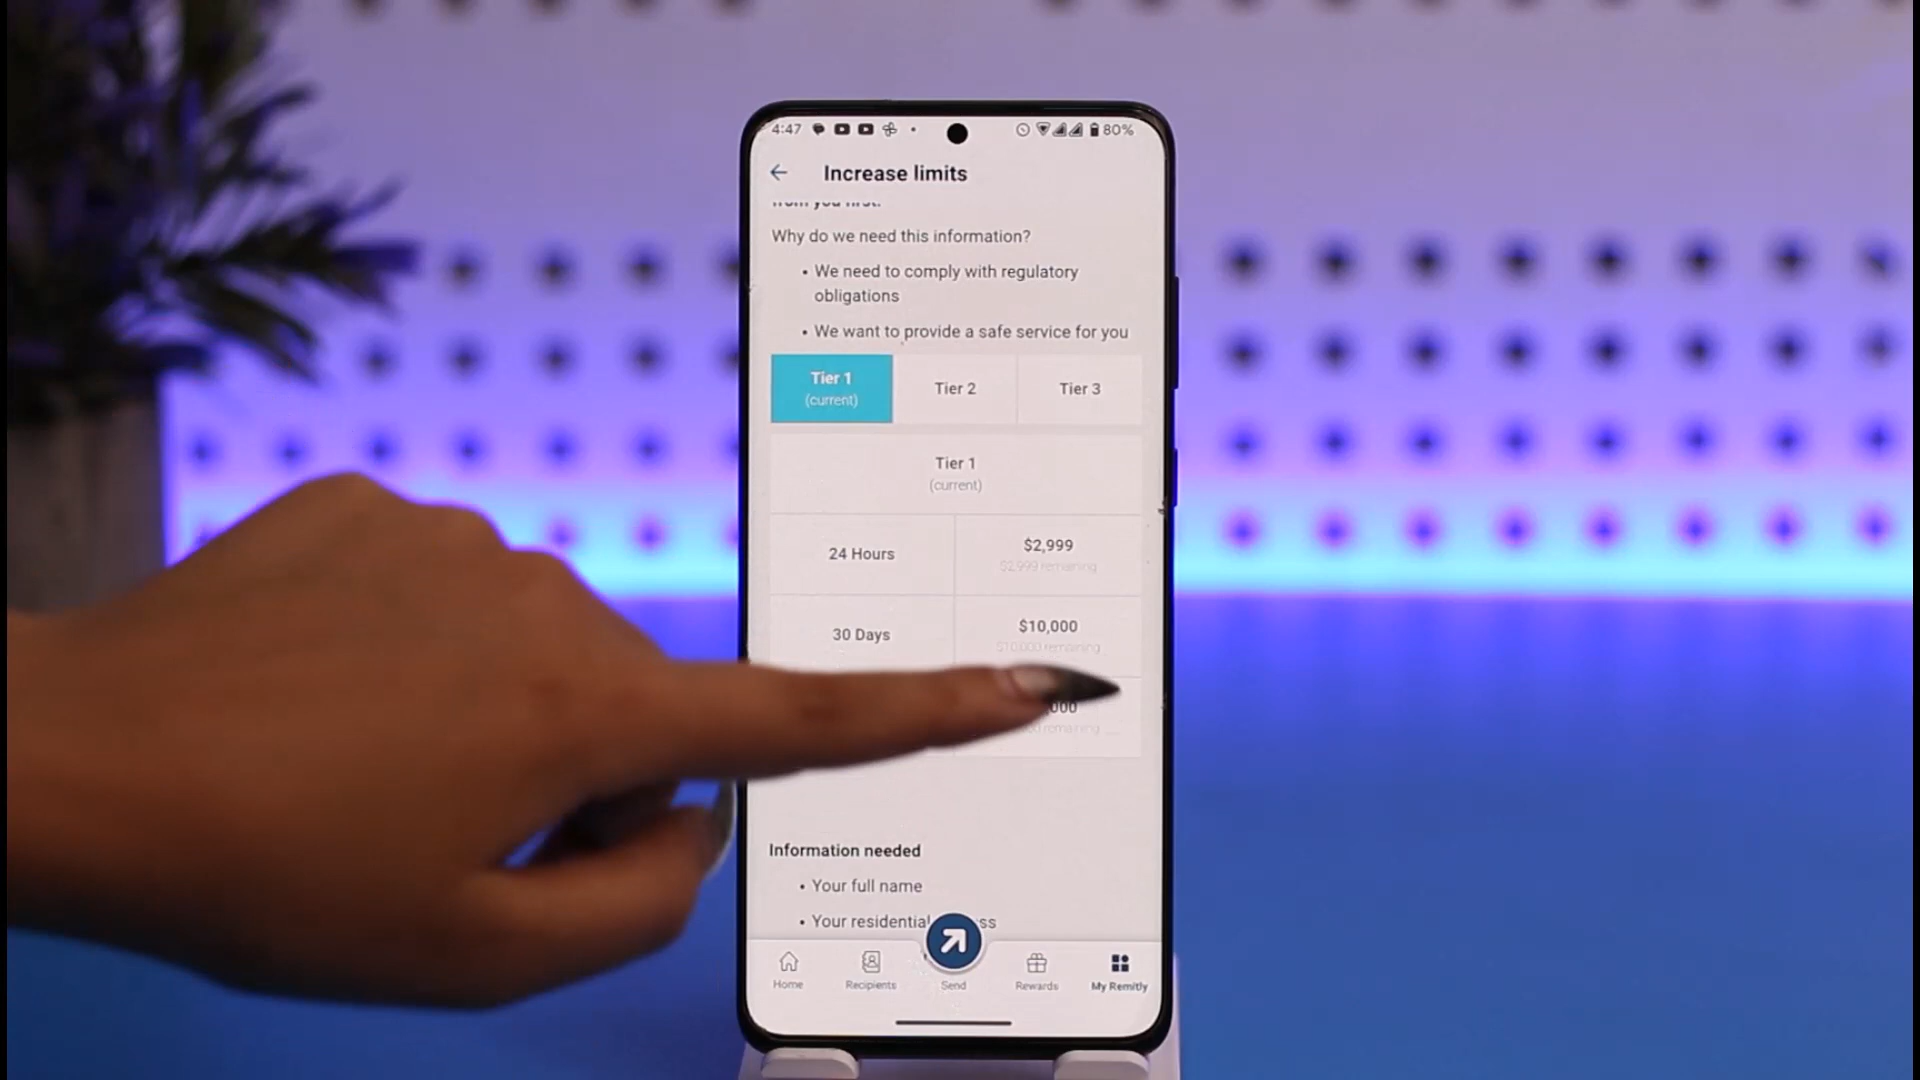 4:47
80%
Increase limits
from you first.
Why do we need this information?
• We need to comply with regulatory
obligations
• We want to provide a safe service for you
Tier 1
(current)
Tier 2
Tier 3
Tier 1
(current)
24 Hours
$2,999
$2,999 remaining
30 Days
$10,000
$10,000 remaining
remaining
Information needed
• Your full name
• Your residential
Home
Recipients
Send
Rewards
My Remitly